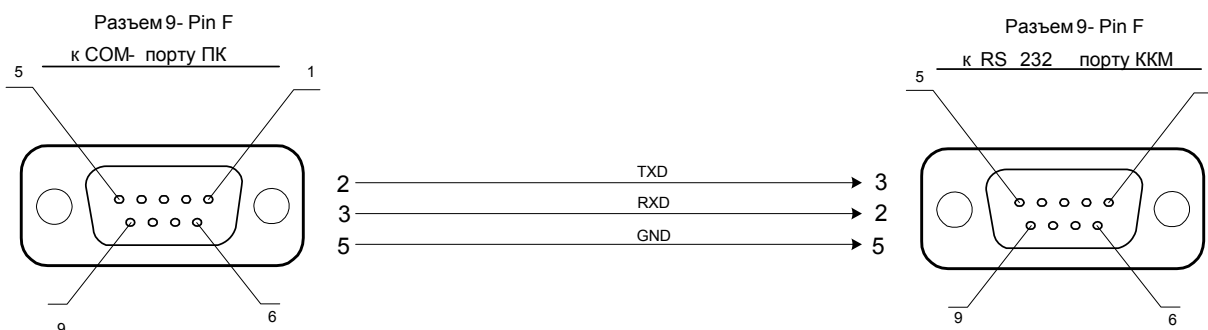 Разъем 9- Pin F
к COM- порту ПК
5
1
9
6
2 TXD 3
3 RXD 2
5 GND 5
Разъем 9- Pin F
к RS 232 порту ККМ
5
9
6